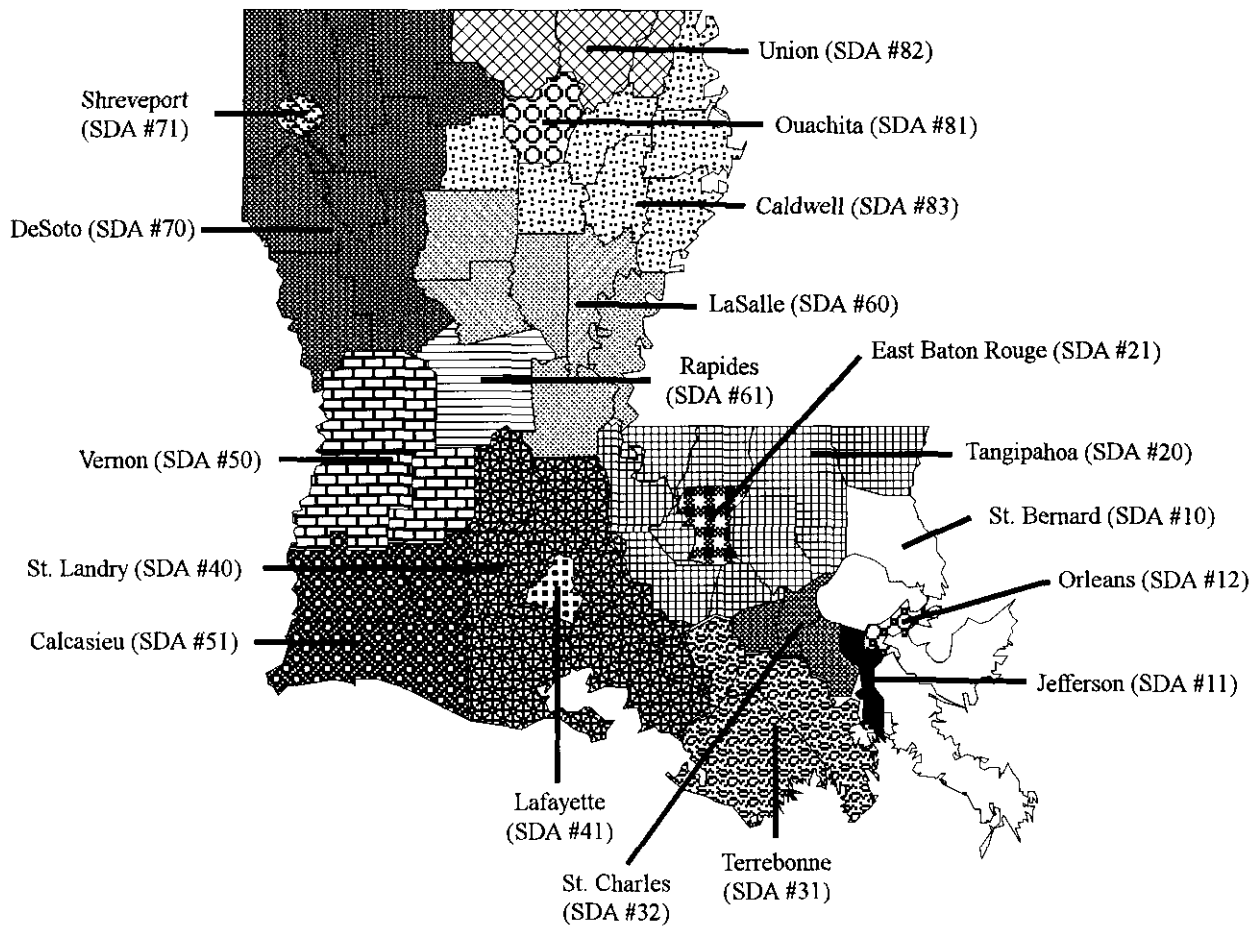 Union (SDA #82)
Shreveport
(SDA #71)
Ouachita (SDA #81)
Caldwell (SDA #83)
DeSoto (SDA #70)
LaSalle (SDA #60)
East Baton Rouge (SDA #21)
Rapides
(SDA #61)
Tangipahoa (SDA #20)
Vernon (SDA #50)
St. Bernard (SDA #10)
St. Landry (SDA #40)
Orleans (SDA #12)
Calcasieu (SDA #51)
Jefferson (SDA #11)
Lafayette
(SDA #41)
Terrebonne
(SDA #31)
St. Charles
(SDA #32)